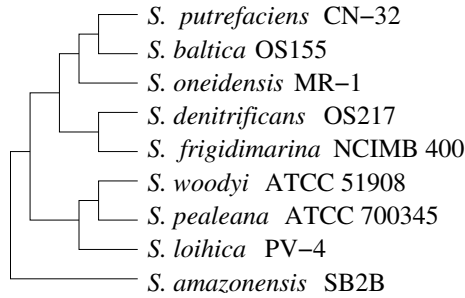 S. putrefaciens CN−32
S. baltica OS155
S. oneidensis MR−1
S. denitrificans OS217
S. frigidimarina NCIMB 400
S. woodyi ATCC 51908
S. pealeana ATCC 700345
S. loihica PV−4
S. amazonensis SB2B